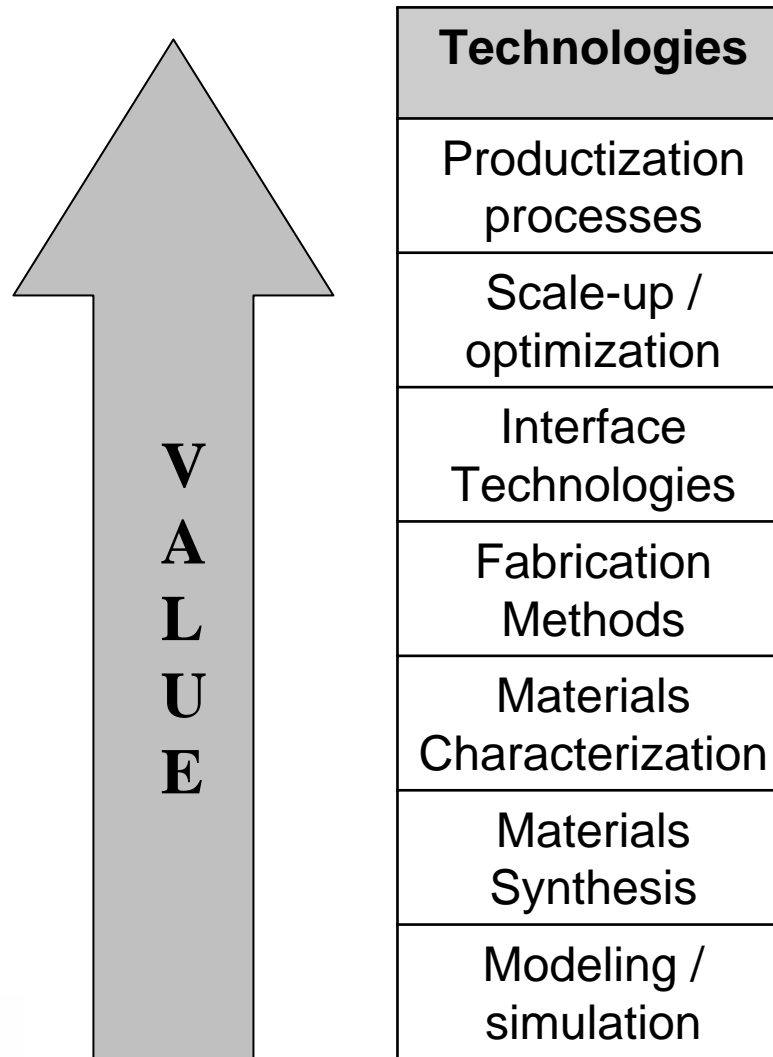 Technologies
Productization
processes
Scale-up /
optimization
Interface
Technologies
Fabrication
Methods
Materials
Characterization
Materials
Synthesis
Modeling /
simulation
V
A
L
U
E